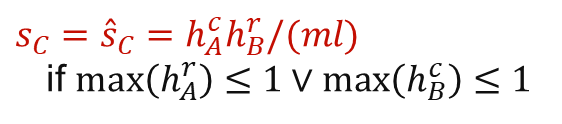 s_C = ŝ_C = h_A^c h_B^r /(ml)
if max(h_A^r) ≤ 1 ∨ max(h_B^c) ≤ 1